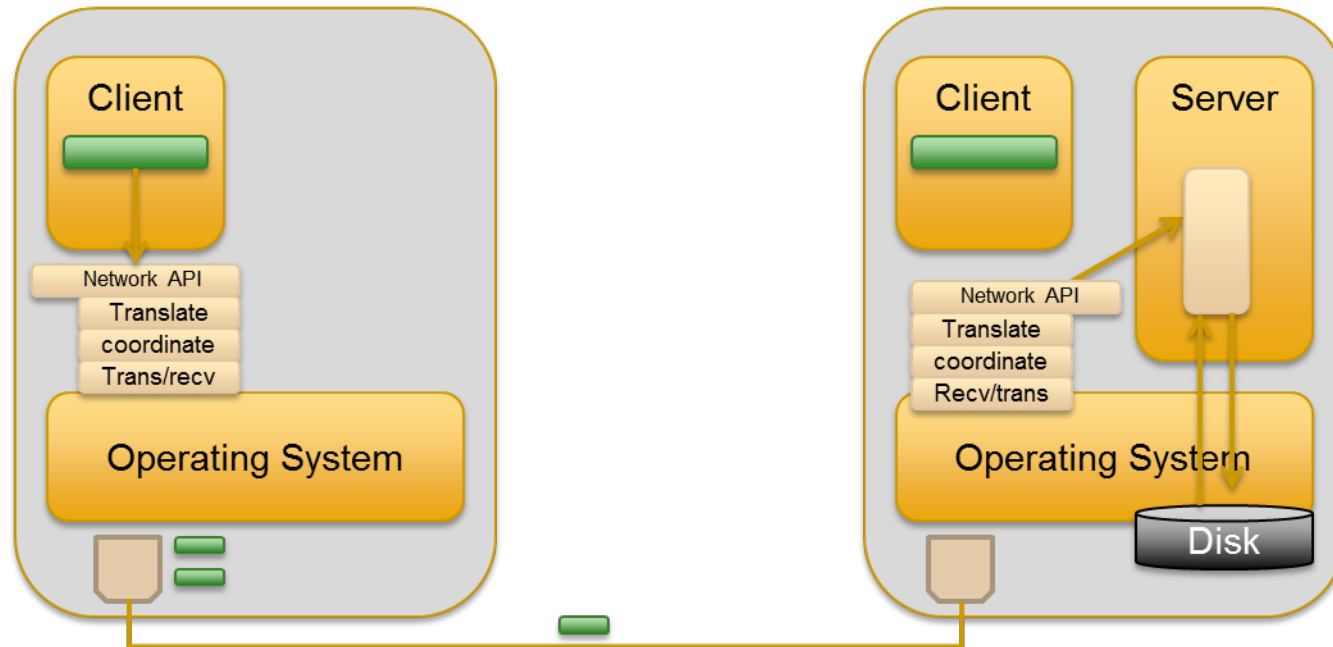 Client
Network API
Translate
coordinate
Trans/recv
Operating System
Client
Server
Network API
Translate
coordinate
Recv/trans
Operating System
Disk